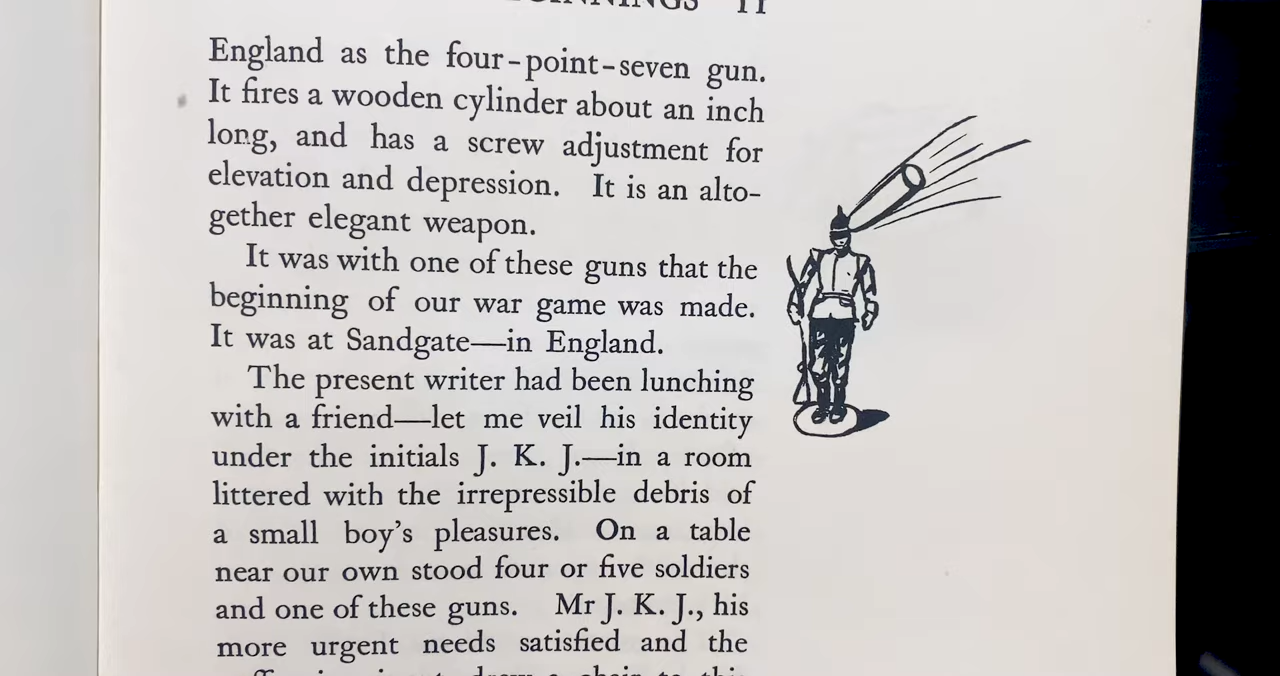 11
England as the four-point-seven gun.
It fires a wooden cylinder about an inch
long, and has a screw adjustment for
elevation and depression. It is an alto-
gether elegant weapon.
It was with one of these guns that the
beginning of our war game was made.
It was at Sandgate—in England.
The present writer had been lunching
with a friend—let me veil his identity
under the initials J. K. J.—in a room
littered with the irrepressible debris of
a small boy's pleasures. On a table
near our own stood four or five soldiers
and one of these guns. Mr J. K. J., his
more urgent needs satisfied and the
draw a chair to this